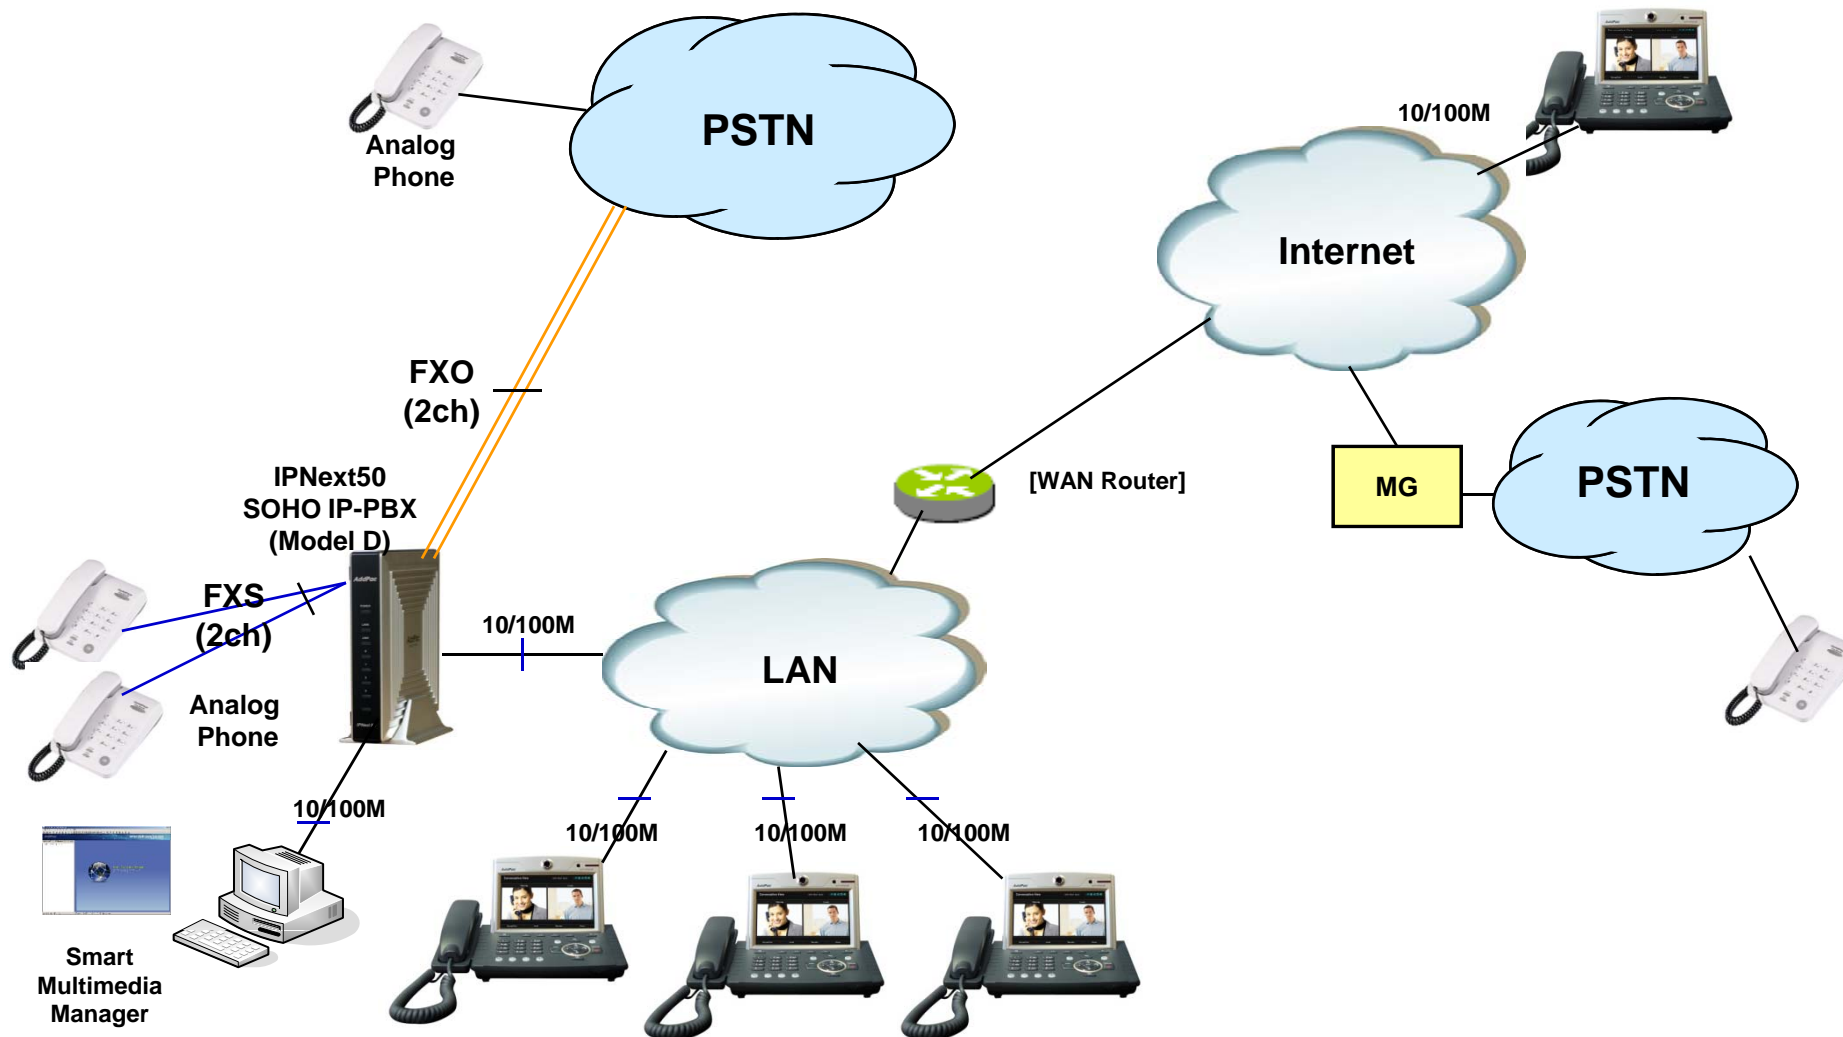 Analog
Phone
PSTN
10/100M
Internet
FXO
(2ch)
IPNext50
SOHO IP-PBX
(Model D)
[WAN Router]
MG
PSTN
AddPac
FXS
(2ch)
10/100M
LAN
Analog
Phone
10/100M
10/100M
10/100M
10/100M
Smart
Multimedia
Manager